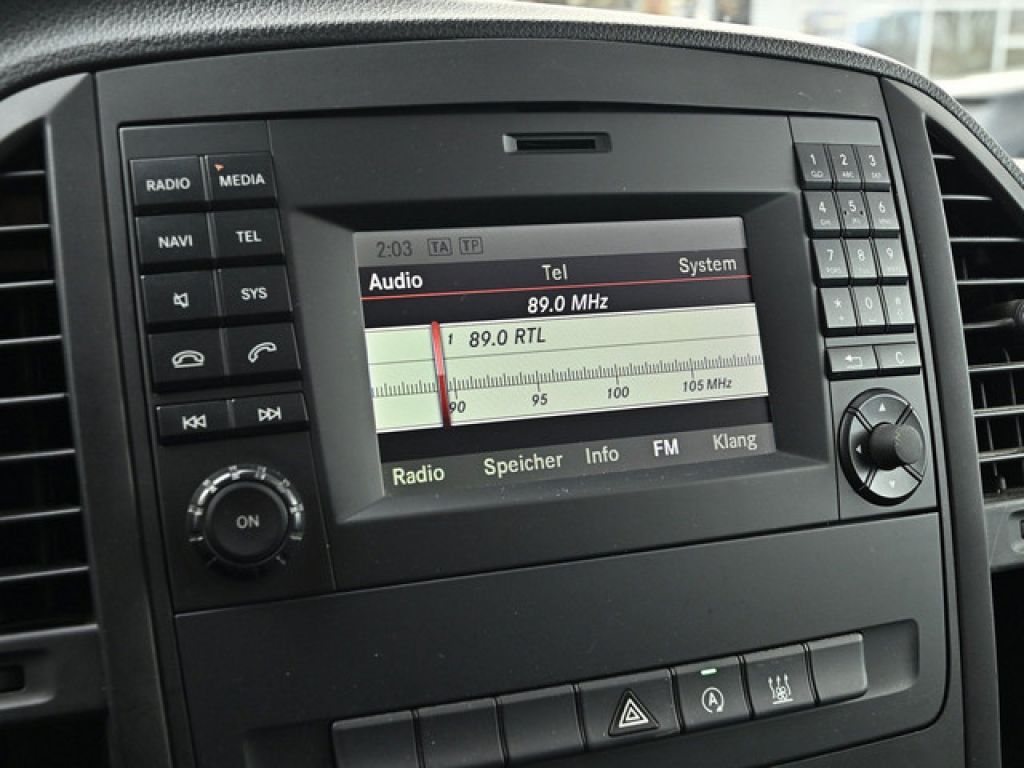 RADIO MEDIA
NAVI TEL
SYS
ON
2:03 TA TP
Audio Tel System
89.0 MHz
1 89.0 RTL
90 95 100 105 MHz
Radio Speicher Info FM Klang
1 2 3
ABC DEF
4 5 6
7 8 9
* 0
C
A